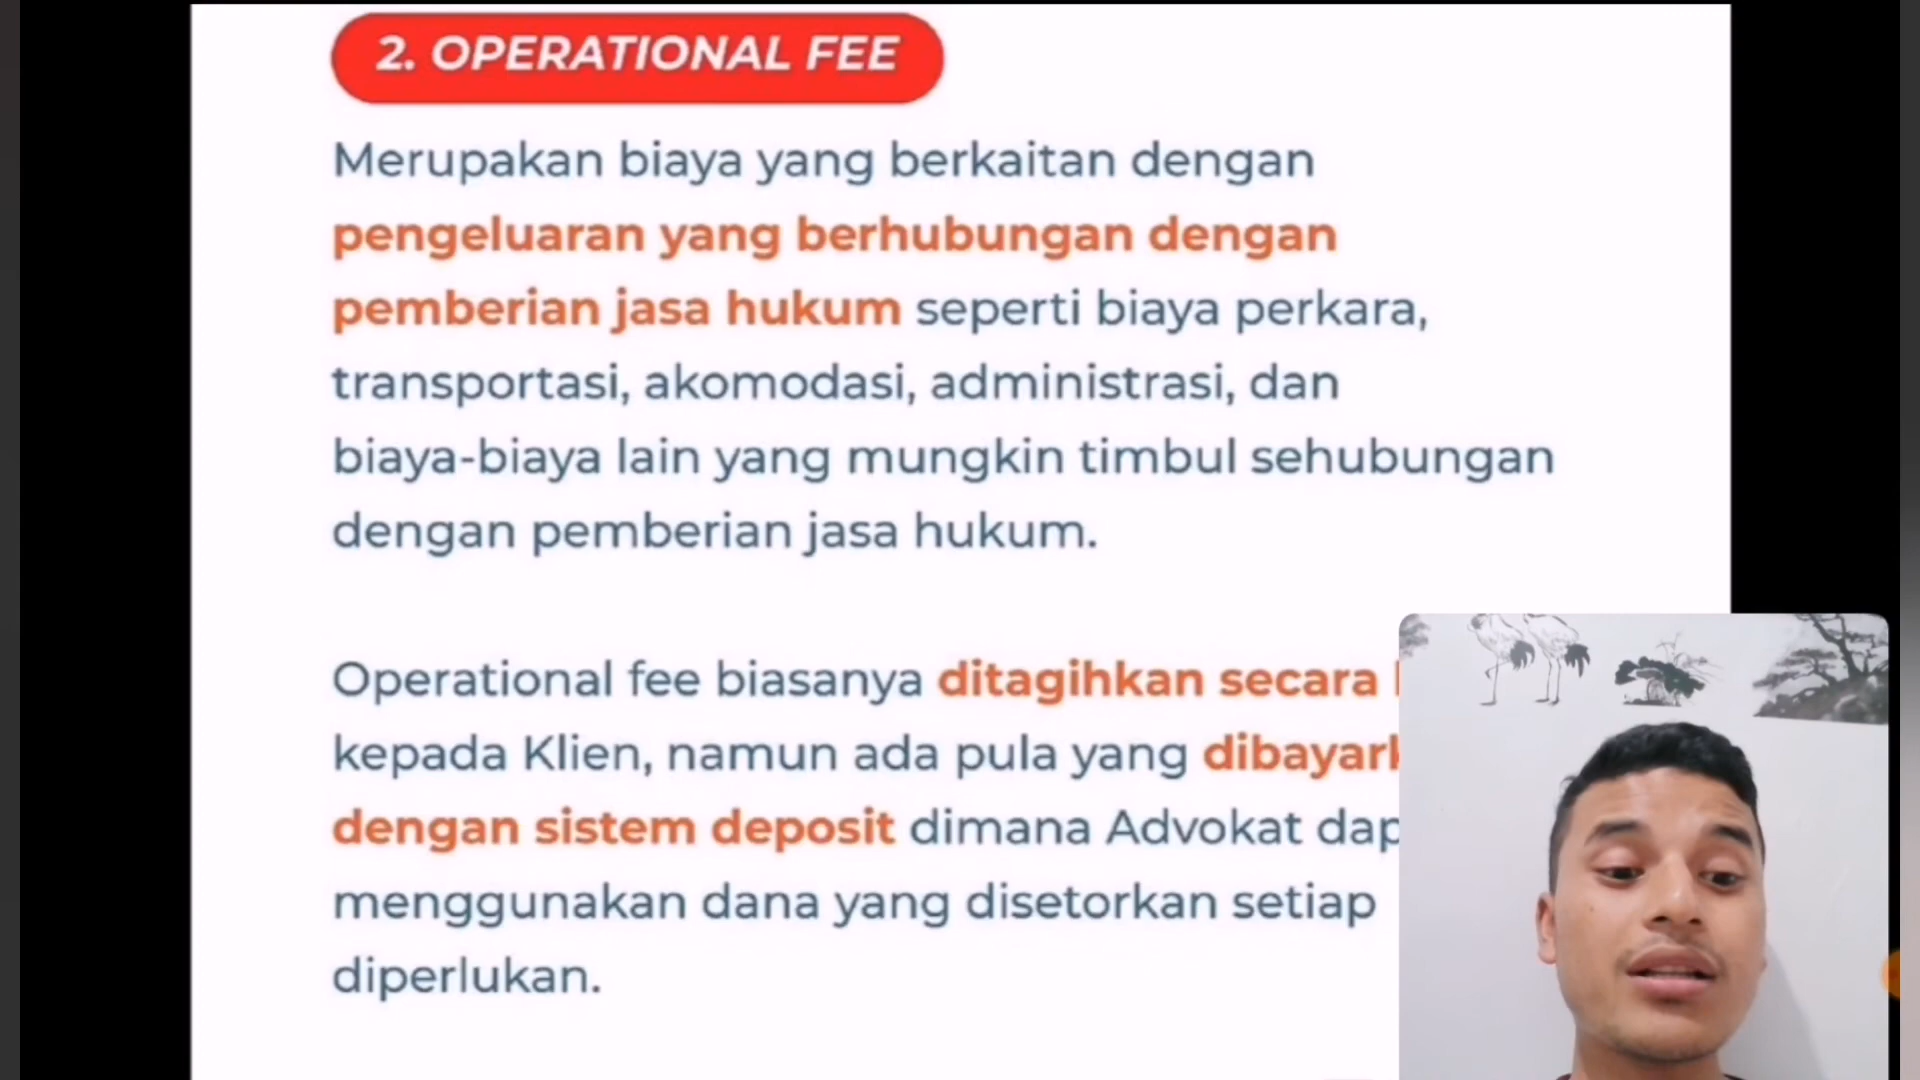 2. OPERATIONAL FEE
Merupakan biaya yang berkaitan dengan
pengeluaran yang berhubungan dengan
pemberian jasa hukum seperti biaya perkara,
transportasi, akomodasi, administrasi, dan
biaya-biaya lain yang mungkin timbul sehubungan
dengan pemberian jasa hukum.
Operational fee biasanya ditagihkan secara
kepada Klien, namun ada pula yang
dengan sistem deposit dimana Advokat
menggunakan dana yang disetorkan setiap
diperlukan.